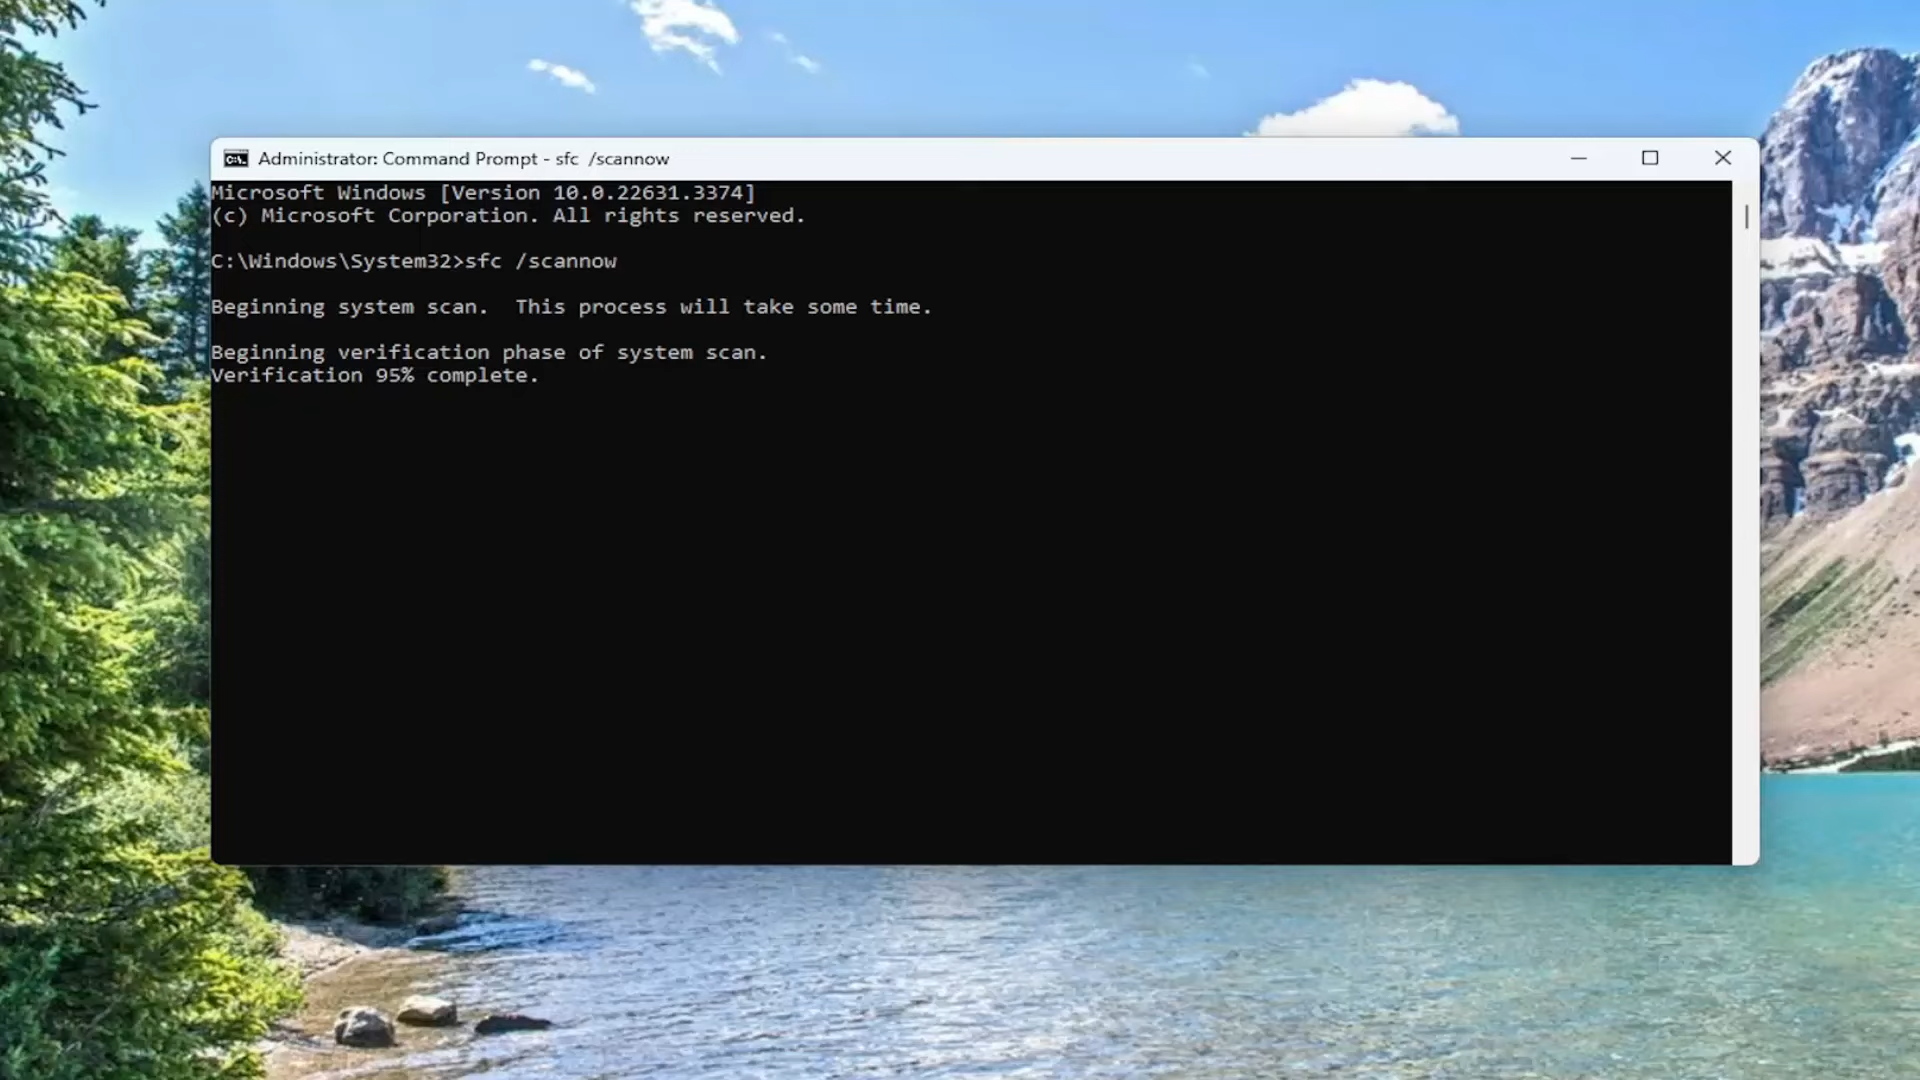 Administrator: Command Prompt - sfc  /scannow
Microsoft Windows [Version 10.0.22631.3374]
(c) Microsoft Corporation. All rights reserved.
C:\Windows\System32>sfc /scannow
Beginning system scan.  This process will take some time.
Beginning verification phase of system scan.
Verification 95% complete.